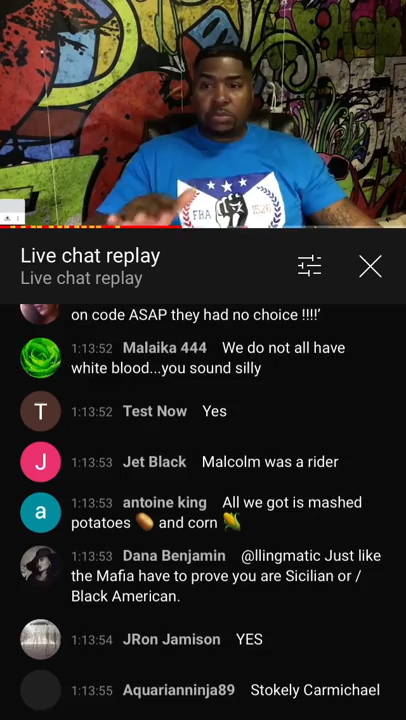 FBA 1526
Live chat replay
Live chat replay
on code ASAP they had no choice !!!!'
1:13:52 Malaika 444 We do not all have
white blood...you sound silly
T 1:13:52 Test Now Yes
J 1:13:53 Jet Black Malcolm was a rider
a 1:13:53 antoine king All we got is mashed
potatoes 🥔 and corn 🌽
1:13:53 Dana Benjamin @llingmatic Just like
the Mafia have to prove you are Sicilian or /
Black American.
1:13:54 JRon Jamison YES
1:13:55 Aquarianninja89 Stokely Carmichael